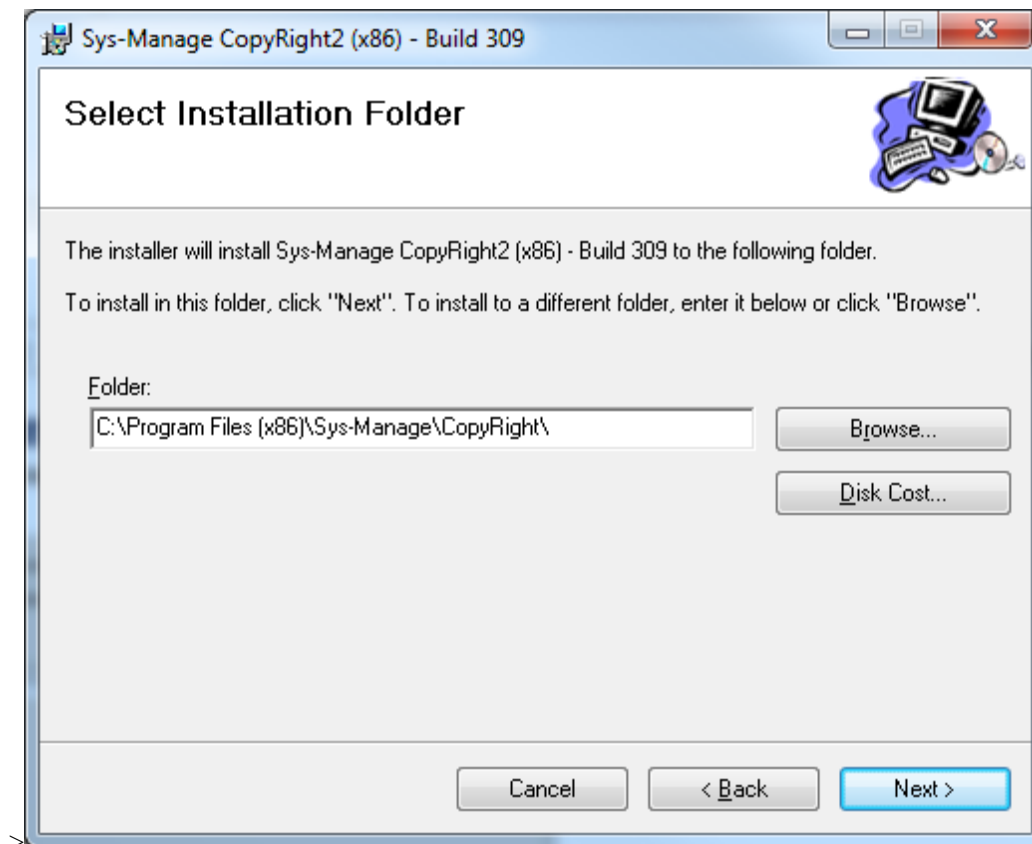 Sys-Manage CopyRight2 (x86) - Build 309
Select Installation Folder
The installer will install Sys-Manage CopyRight2 (x86) - Build 309 to the following folder.
To install in this folder, click "Next". To install to a different folder, enter it below or click "Browse".
Folder:
C:\Program Files (x86)\Sys-Manage\CopyRight\
Browse...
Disk Cost...
Cancel
< Back
Next >
>